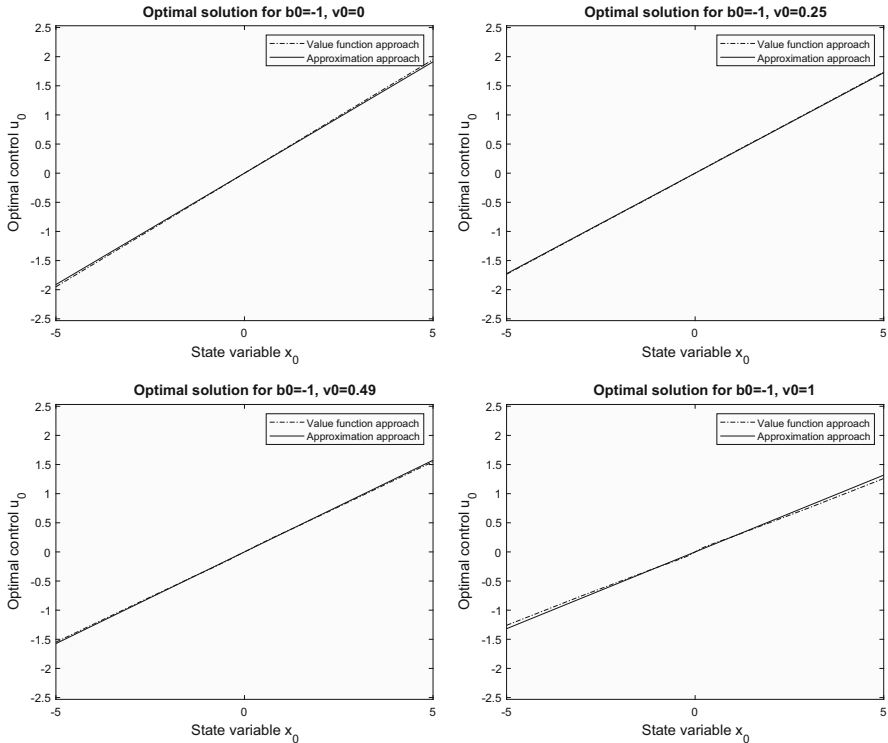 Optimal solution for b0=-1, v0=0
2.5
2
1.5
1
0.5
0
-0.5
-1
-1.5
-2
-2.5
Optimal control u0
Value function approach
Approximation approach
-5 0 5
State variable x0
Optimal solution for b0=-1, v0=0.25
2.5
2
1.5
1
0.5
0
-0.5
-1
-1.5
-2
-2.5
Optimal control u0
Value function approach
Approximation approach
-5 0 5
State variable x0
Optimal solution for b0=-1, v0=0.49
2.5
2
1.5
1
0.5
0
-0.5
-1
-1.5
-2
-2.5
Optimal control u0
Value function approach
Approximation approach
-5 0 5
State variable x0
Optimal solution for b0=-1, v0=1
2.5
2
1.5
1
0.5
0
-0.5
-1
-1.5
-2
-2.5
Optimal control u0
Value function approach
Approximation approach
-5 0 5
State variable x0